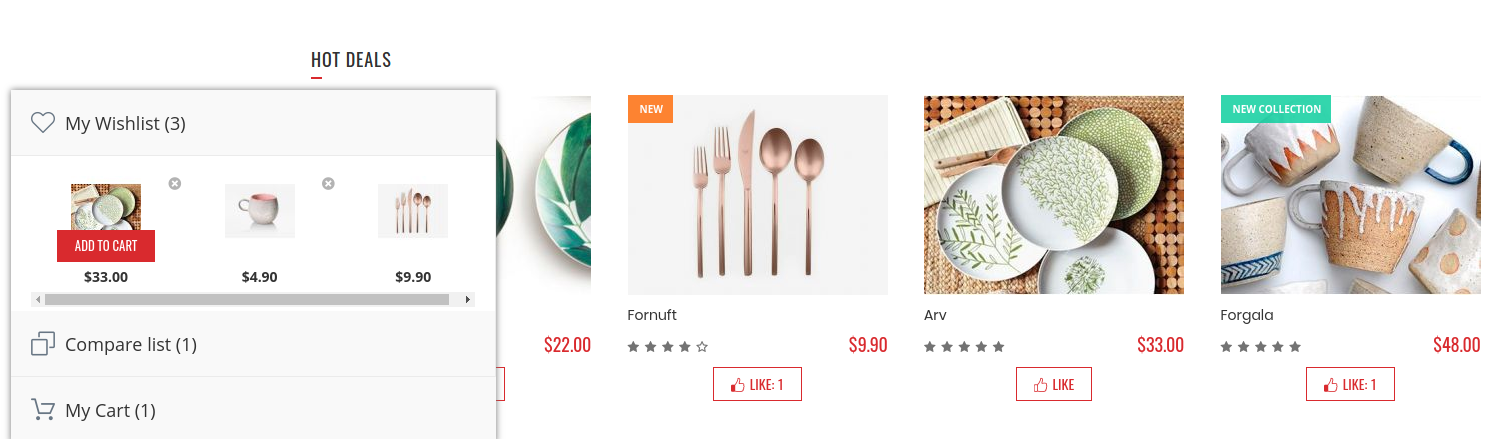 HOT DEALS
My Wishlist (3)
ADD TO CART
$33.00 $4.90 $9.90
Compare list (1)
My Cart (1)
$22.00
NEW
Fornuft
$9.90
LIKE: 1
Arv
$33.00
LIKE
NEW COLLECTION
Forgala
$48.00
LIKE: 1